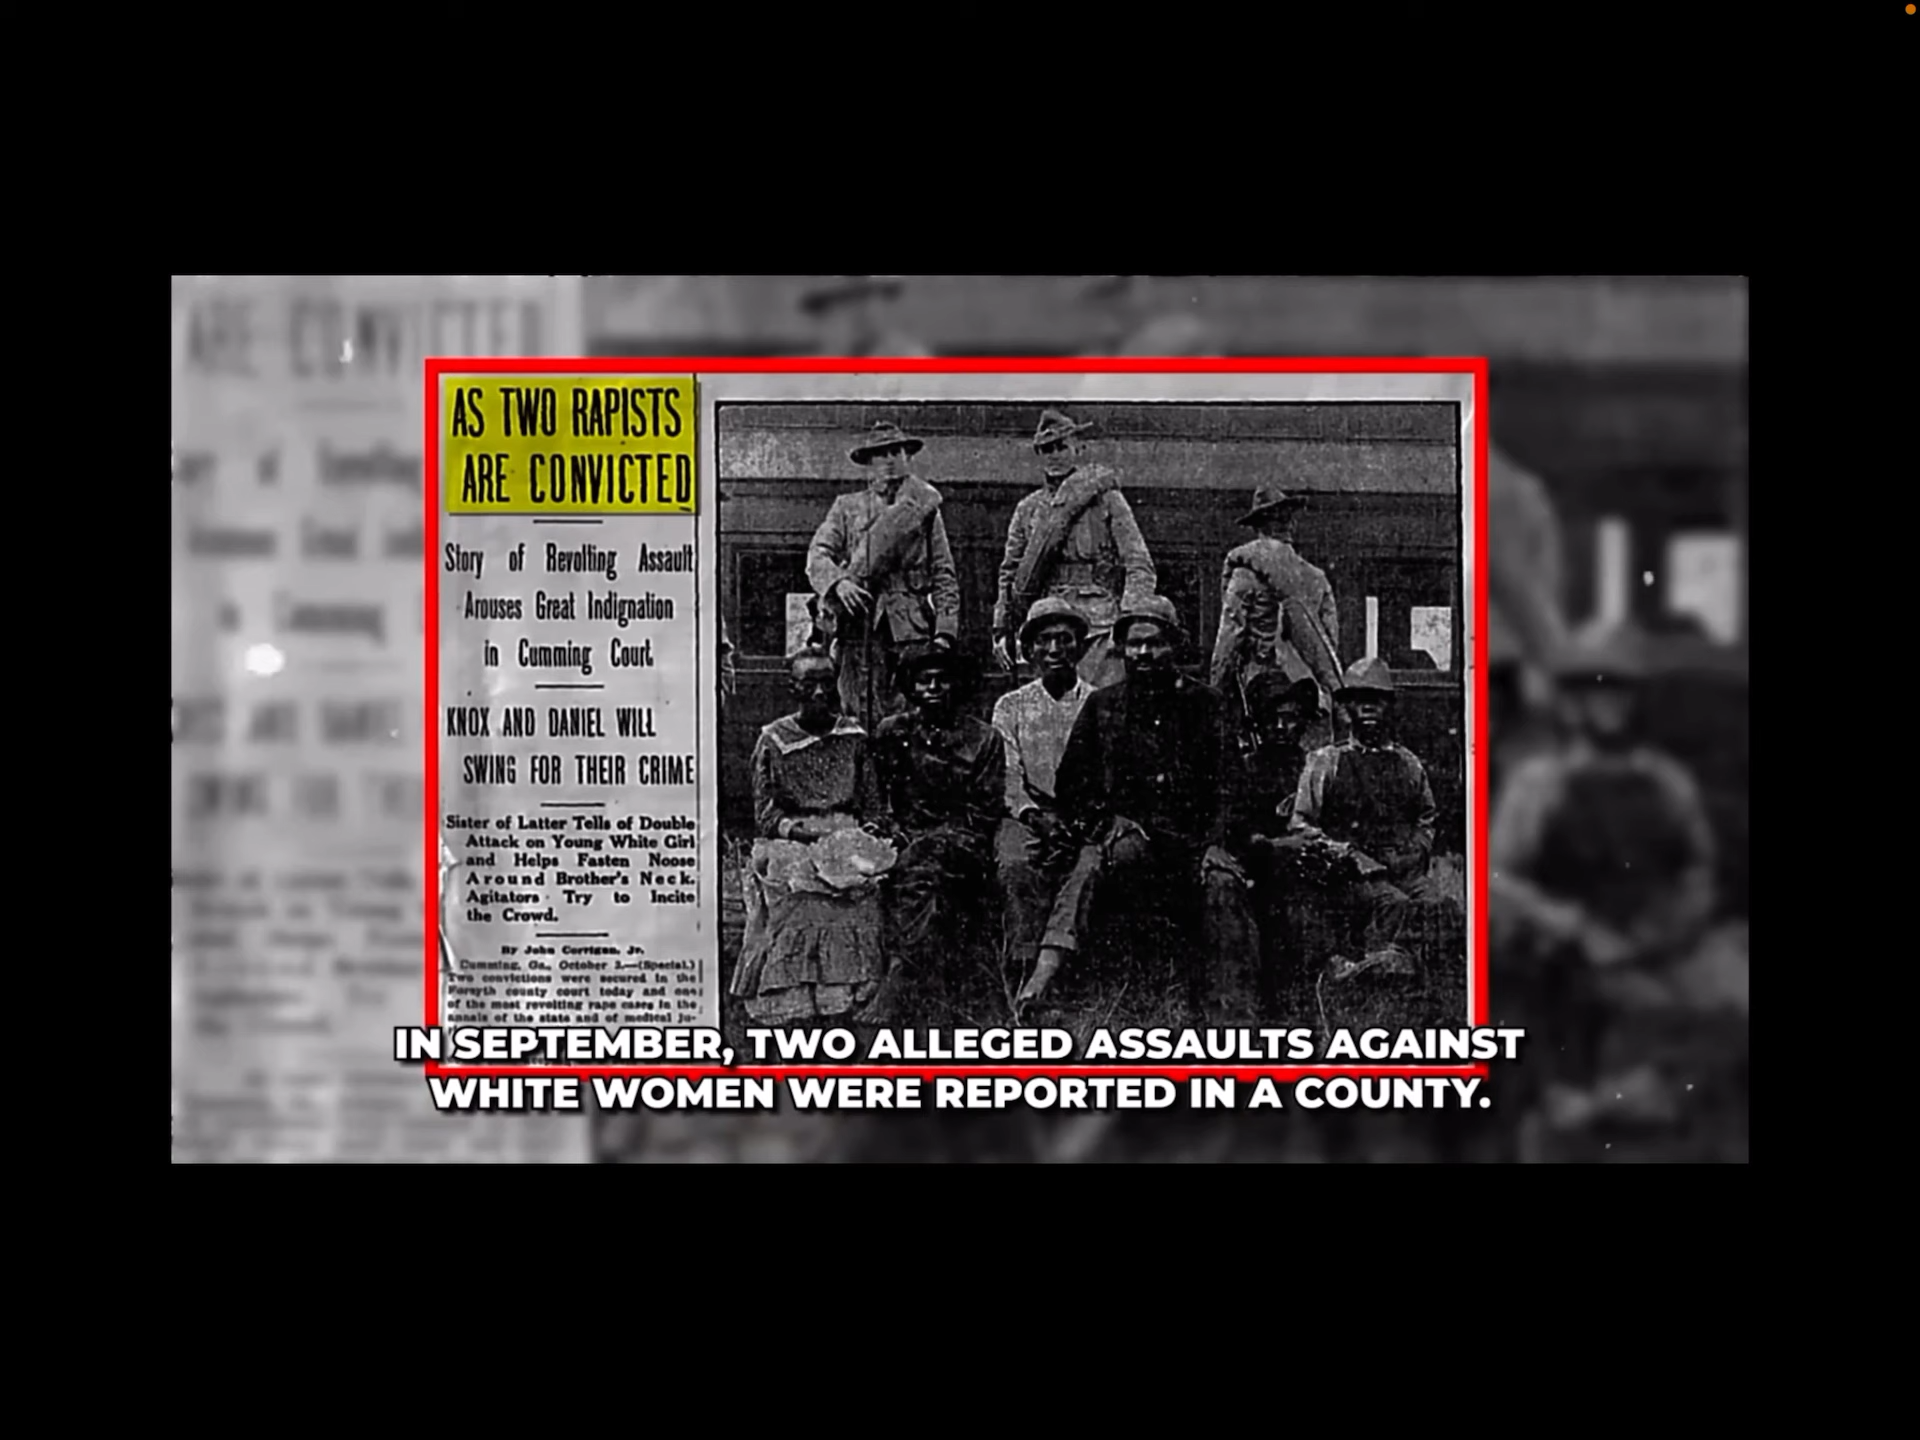 AS TWO RAPISTS
ARE CONVICTED
Story of Revolting Assault
Arouses Great Indignation
in Cumming Court.
KNOX AND DANIEL WILL
SWING FOR THEIR CRIME
Sister of Latter Tells of Double
Attack on Young White Girl
and Helps Fasten Noose
Around Brother's Neck.
Agitators Try to Incite
the Crowd.
By John Corrigan, Jr.
Cumming, Ga., October 3.—(Special.)
Two convictions were secured in the
Forsyth county court today and one
of the most revolting rape cases in the
annals of the state and of medical ju-
IN SEPTEMBER, TWO ALLEGED ASSAULTS AGAINST
WHITE WOMEN WERE REPORTED IN A COUNTY.